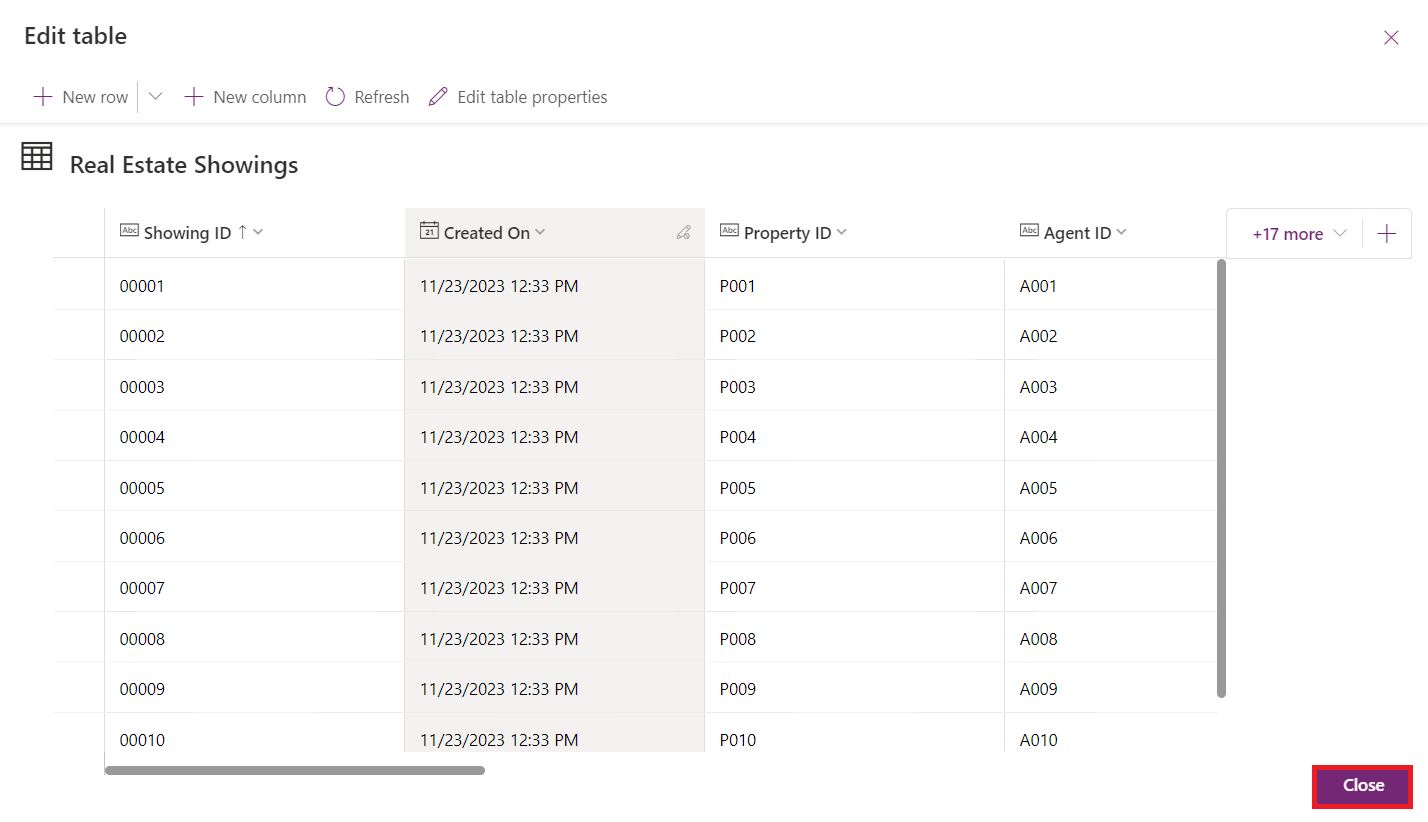 Edit table
New row New column Refresh Edit table properties
Real Estate Showings
Abc Showing ID ↑ 21 Created On Abc Property ID Abc Agent ID +17 more
00001 11/23/2023 12:33 PM P001 A001
00002 11/23/2023 12:33 PM P002 A002
00003 11/23/2023 12:33 PM P003 A003
00004 11/23/2023 12:33 PM P004 A004
00005 11/23/2023 12:33 PM P005 A005
00006 11/23/2023 12:33 PM P006 A006
00007 11/23/2023 12:33 PM P007 A007
00008 11/23/2023 12:33 PM P008 A008
00009 11/23/2023 12:33 PM P009 A009
00010 11/23/2023 12:33 PM P010 A010
Close